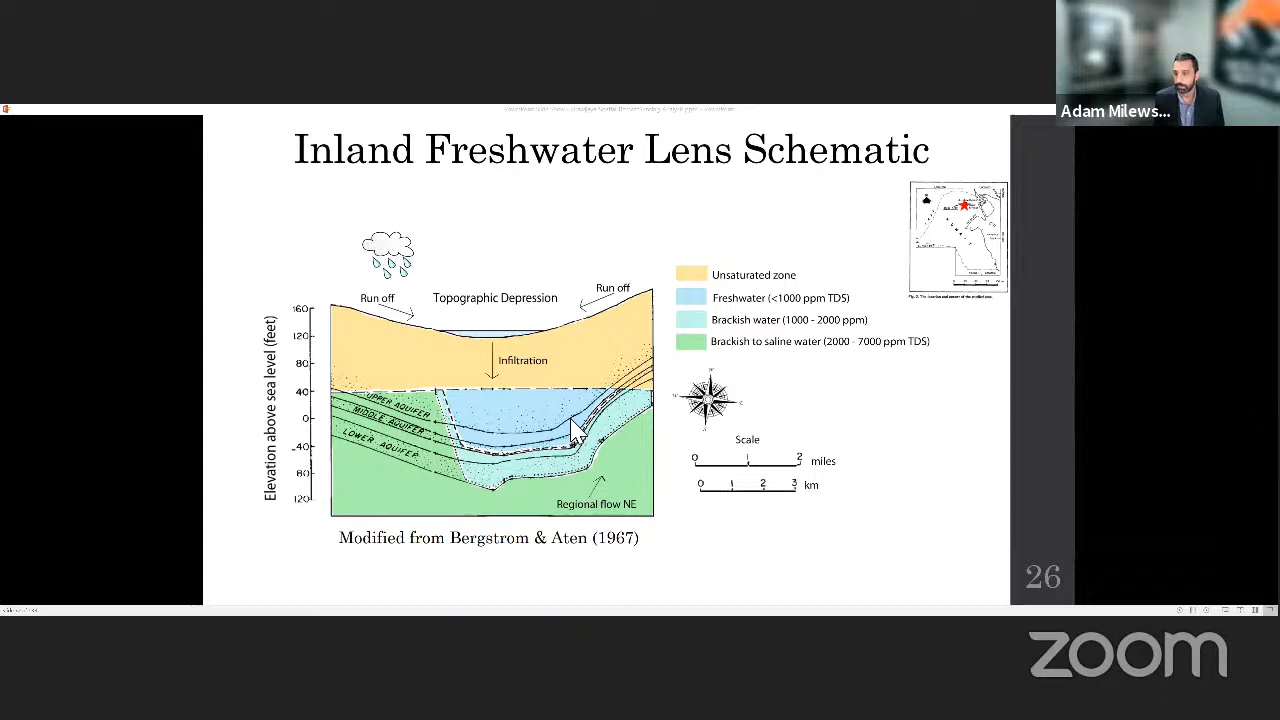 Adam Milews...
Inland Freshwater Lens Schematic
Run off
Topographic Depression
Run off
Infiltration
Elevation above sea level (feet)
160
120
80
40
0
-40
80
120
UPPER AQUIFER
MIDDLE AQUIFER
LOWER AQUIFER
Regional flow NE
Unsaturated zone
Freshwater (<1000 ppm TDS)
Brackish water (1000 - 2000 ppm)
Brackish to saline water (2000 - 7000 ppm TDS)
Scale
0 1 2 miles
0 1 2 3 km
Modified from Bergstrom & Aten (1967)
26
zoom